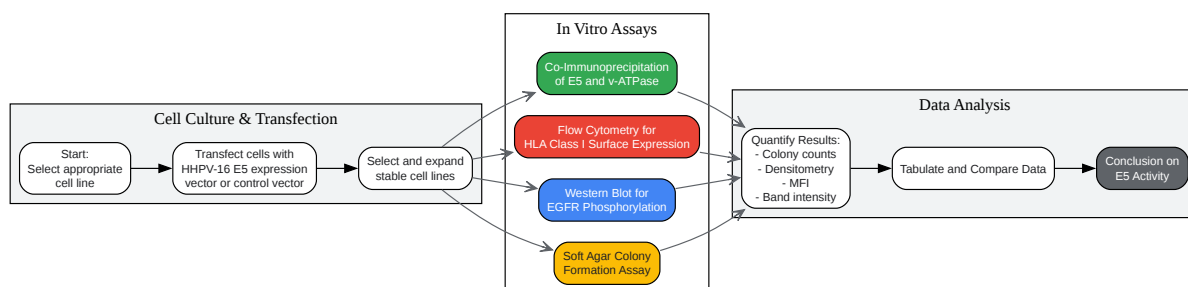 Cell Culture & Transfection
Start:
Select appropriate
cell line
Transfect cells with
HHPV-16 E5 expression
vector or control vector
Select and expand
stable cell lines
In Vitro Assays
Co-Immunoprecipitation
of E5 and v-ATPase
Flow Cytometry for
HLA Class I Surface Expression
Western Blot for
EGFR Phosphorylation
Soft Agar Colony
Formation Assay
Data Analysis
Quantify Results:
- Colony counts
- Densitometry
- MFI
- Band intensity
Tabulate and Compare Data
Conclusion on
E5 Activity